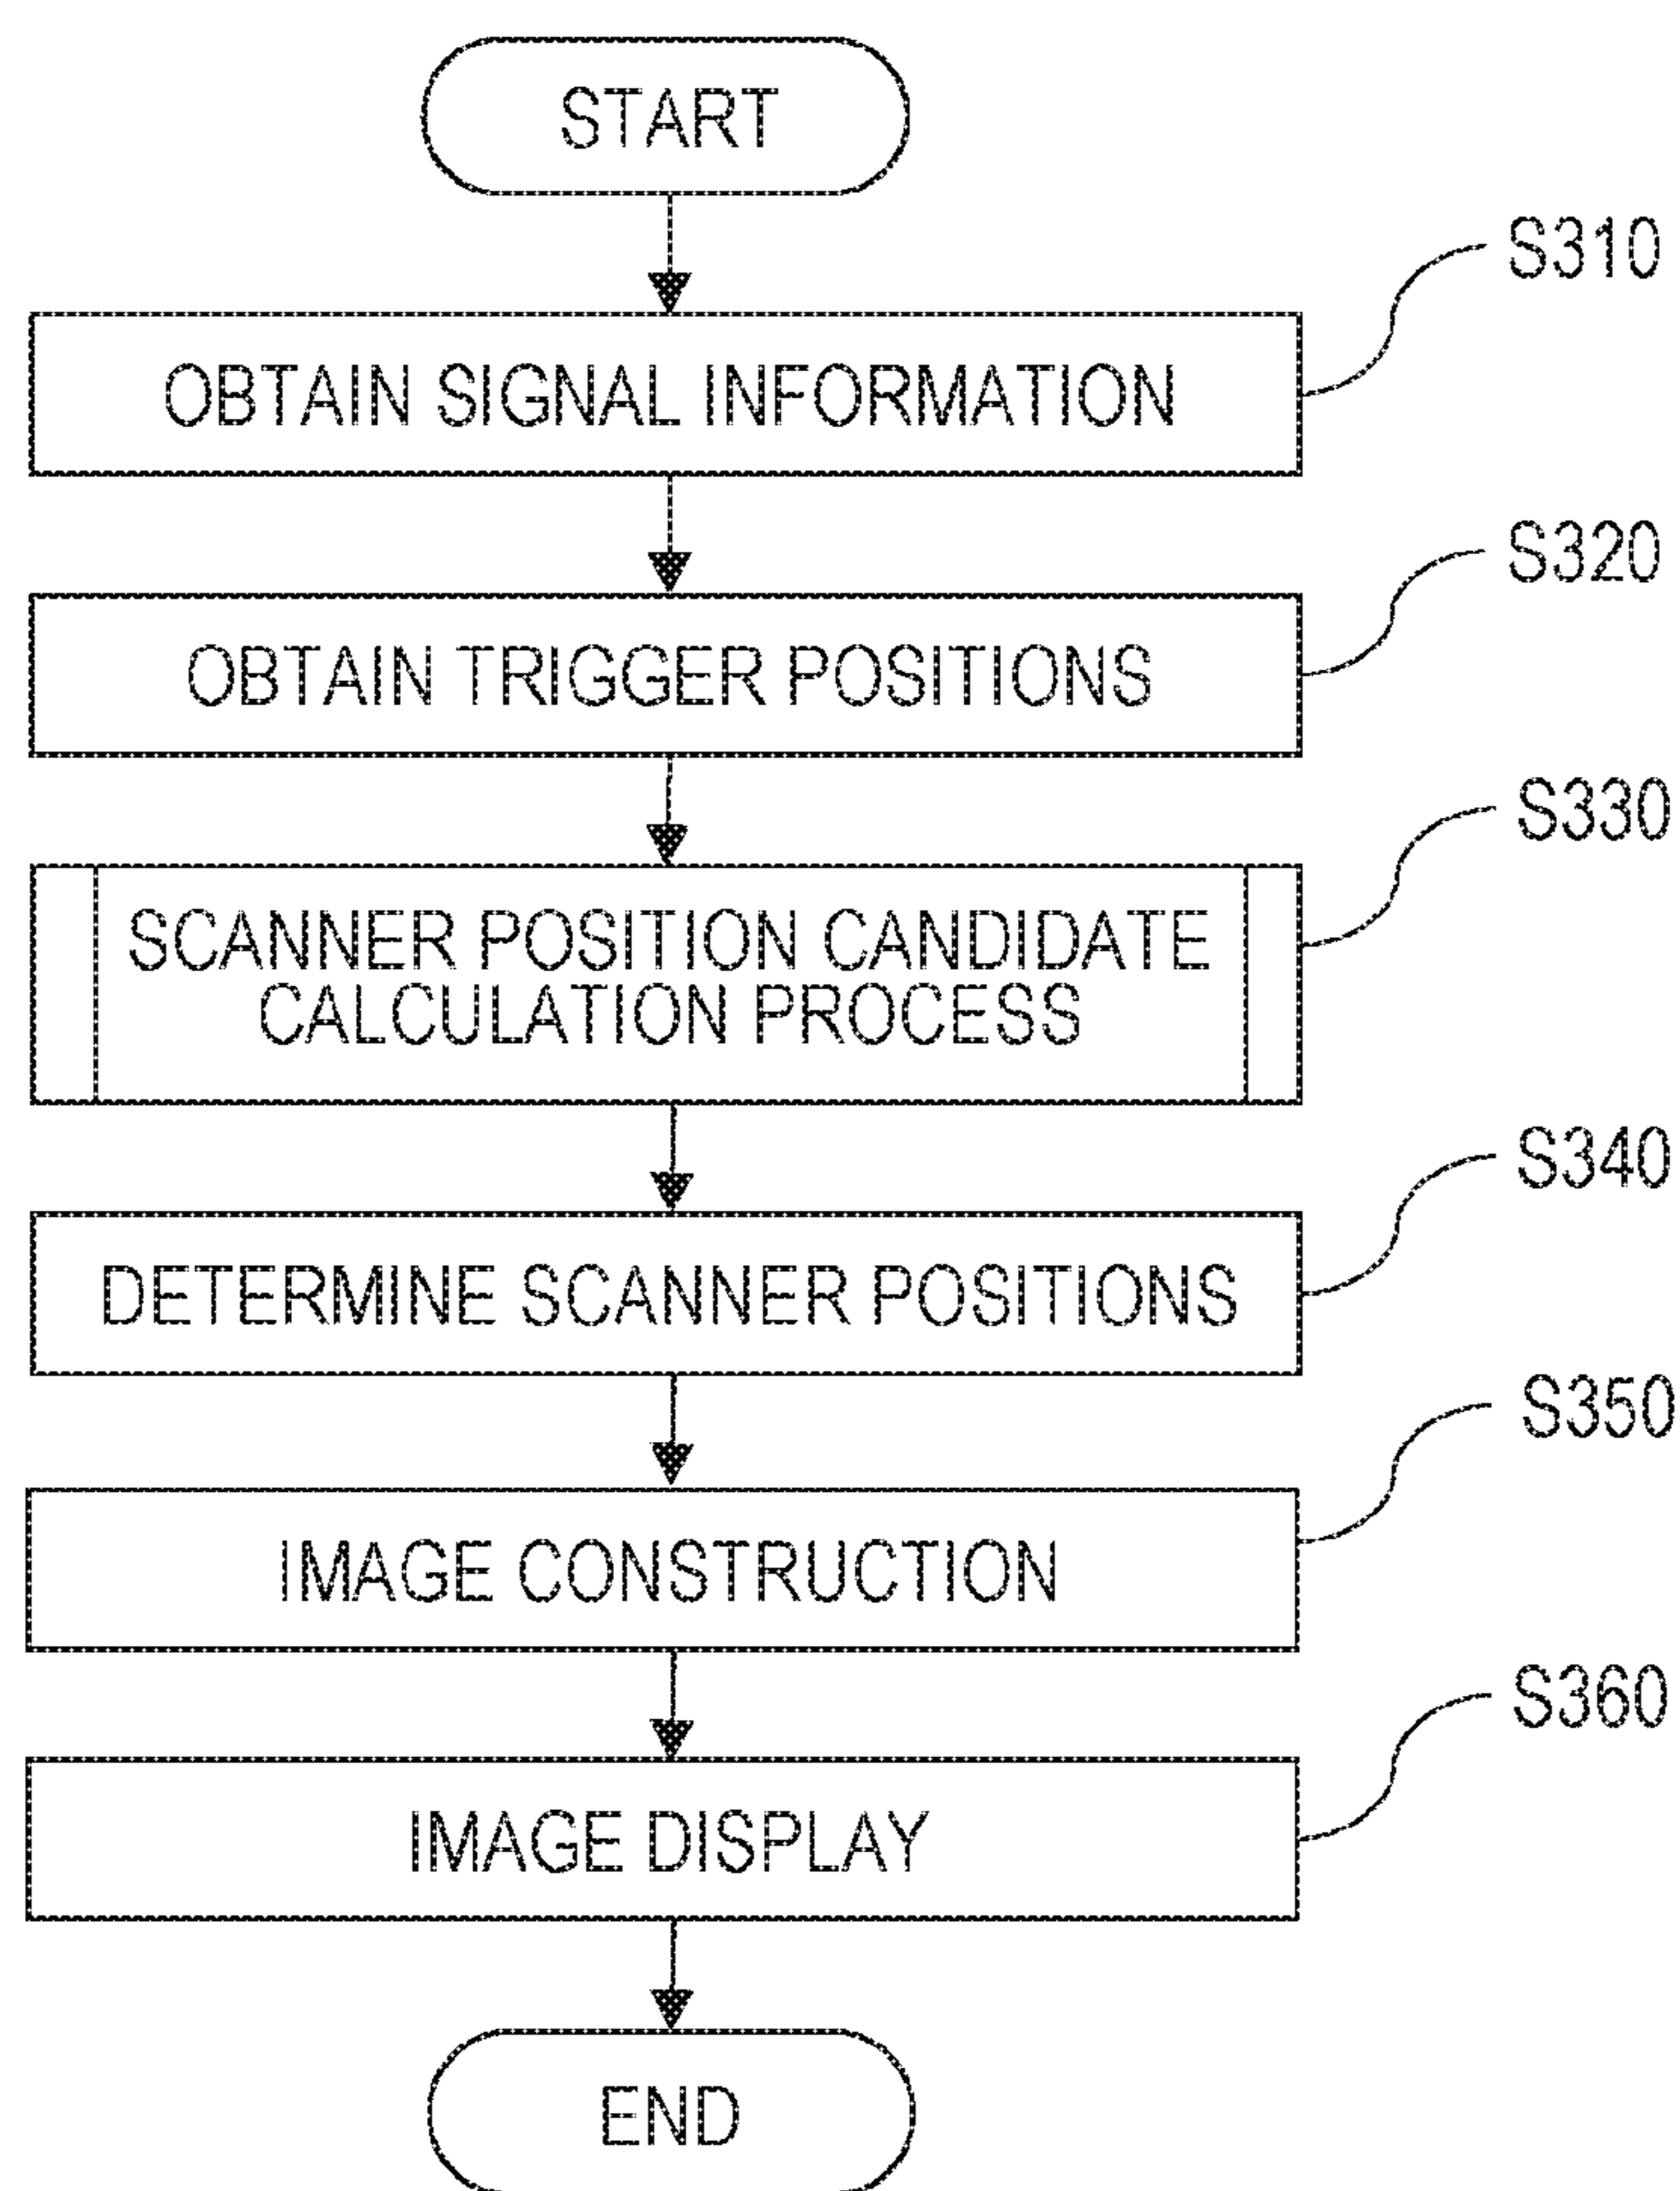 START
S310
OBTAIN SIGNAL INFORMATION
S320
OBTAIN TRIGGER POSITIONS
S330
SCANNER POSITION CANDIDATE
CALCULATION PROCESS
S340
DETERMINE SCANNER POSITIONS
S350
IMAGE CONSTRUCTION
S360
IMAGE DISPLAY
END